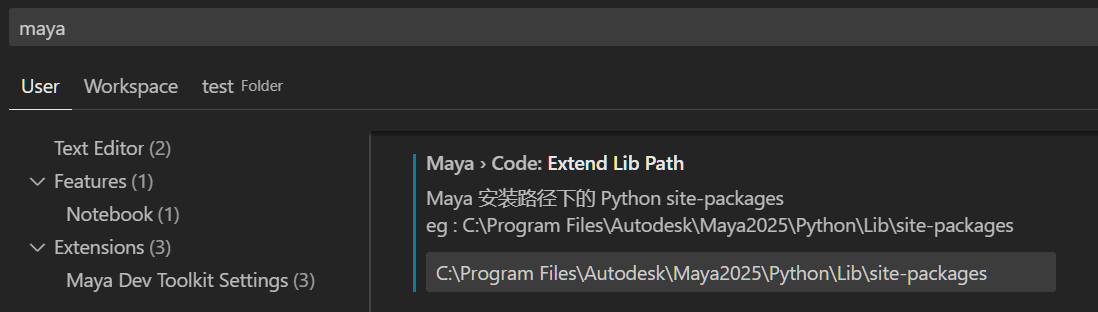 maya
User Workspace test Folder
Text Editor (2)
Features (1)
Notebook (1)
Extensions (3)
Maya Dev Toolkit Settings (3)
Maya › Code: Extend Lib Path
Maya 安装路径下的 Python site-packages
eg : C:\Program Files\Autodesk\Maya2025\Python\Lib\site-packages
C:\Program Files\Autodesk\Maya2025\Python\Lib\site-packages